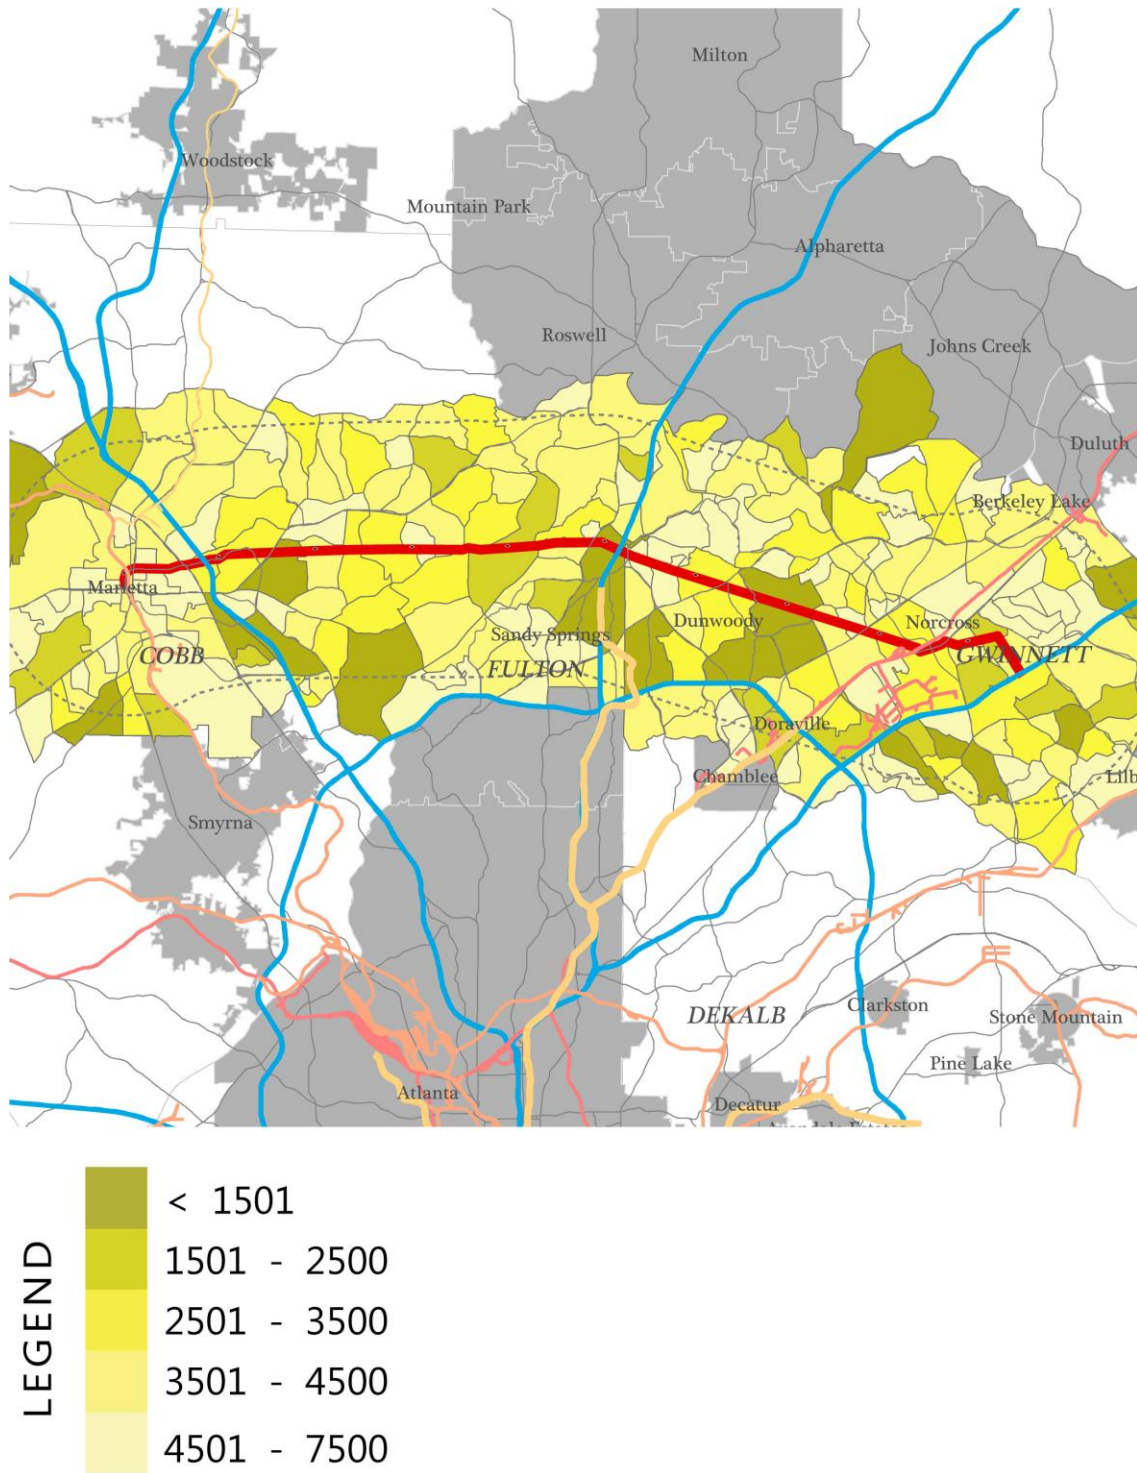 Milton
Woodstock
Mountain Park
Alpharetta
Roswell
Johns Creek
Duluth
Berkeley Lake
Marietta
Dunwoody
Norcross
Sandy Springs
COBB
FULTON
GWINNETT
Doraville
Chamblee
Lilb
Smyrna
DEKALB
Clarkston
Stone Mountain
Pine Lake
Atlanta
Decatur
LEGEND
< 1501
1501 - 2500
2501 - 3500
3501 - 4500
4501 - 7500